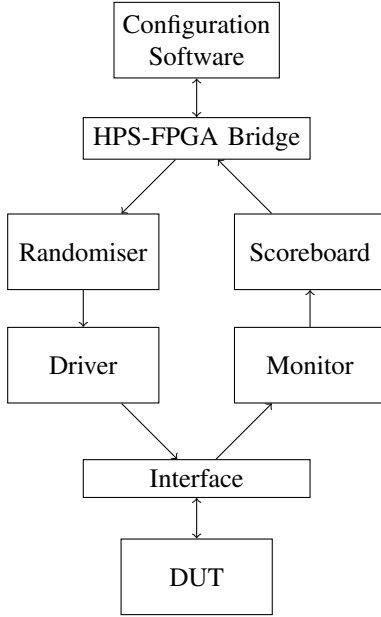 Configuration
Software
HPS-FPGA Bridge
Randomiser
Scoreboard
Driver
Monitor
Interface
DUT